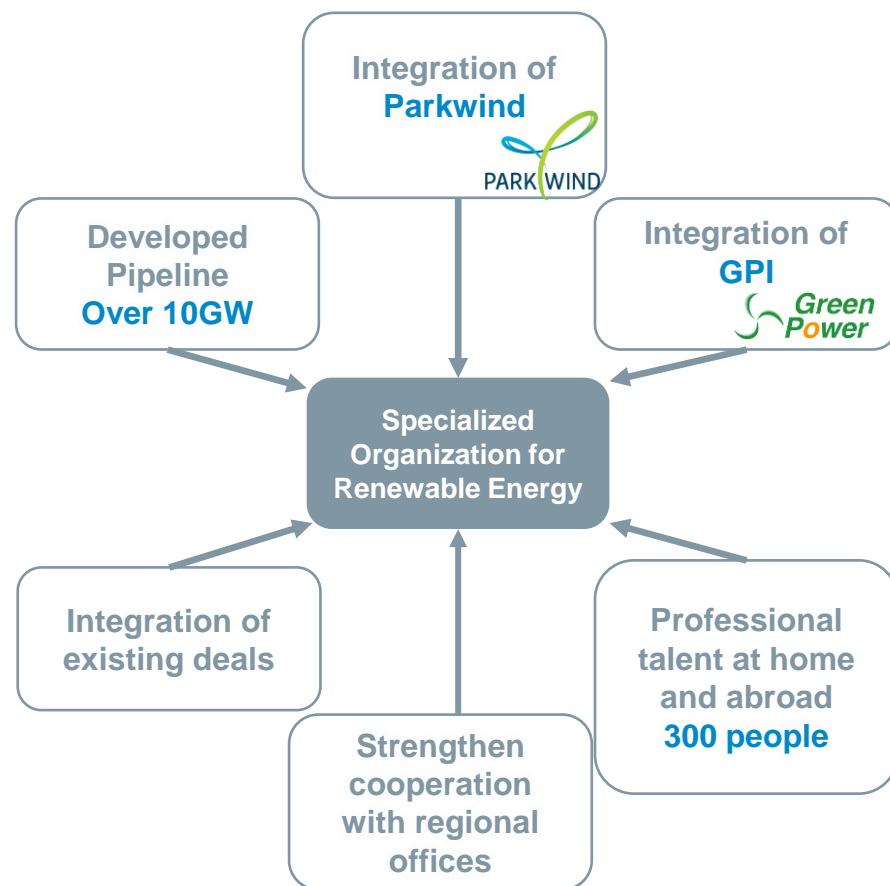 Integration of
Parkwind
PARKWIND
Developed
Pipeline
Over 10GW
Integration of
GPI
Green
Power
Specialized
Organization for
Renewable Energy
Integration of
existing deals
Professional
talent at home
and abroad
300 people
Strengthen
cooperation
with regional
offices